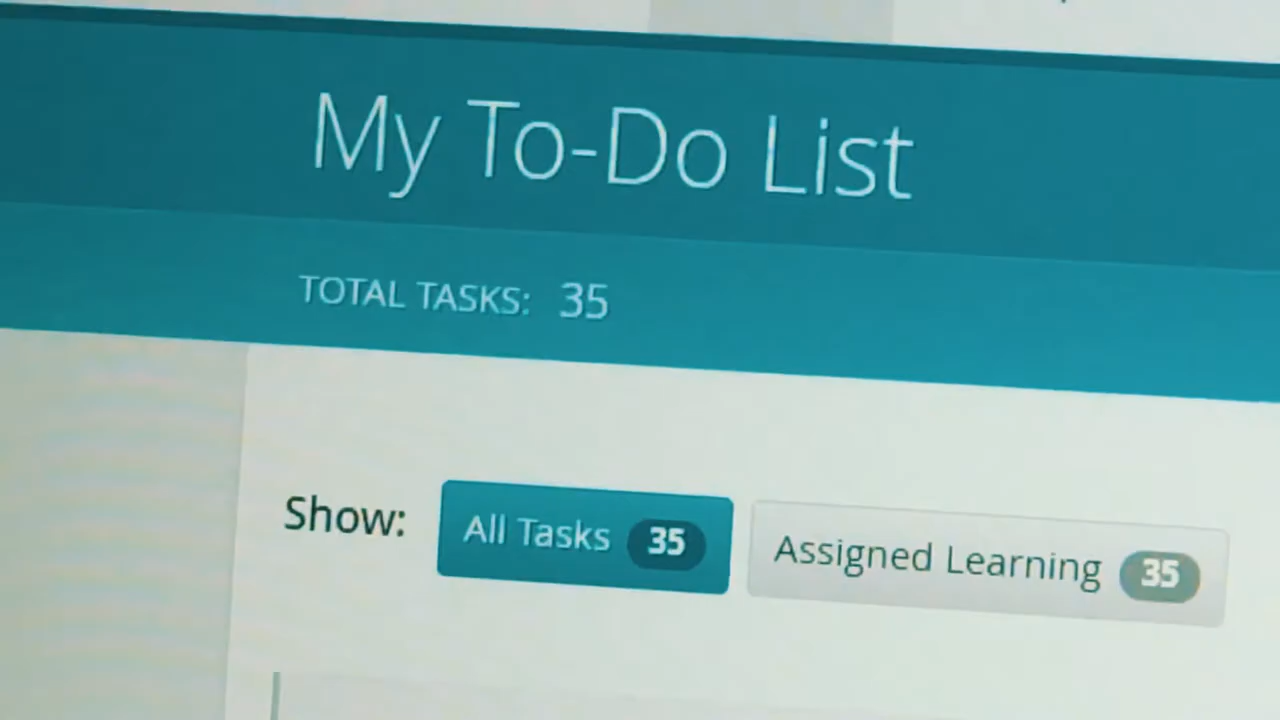 My To-Do List
TOTAL TASKS: 35
Show: All Tasks 35 Assigned Learning 35